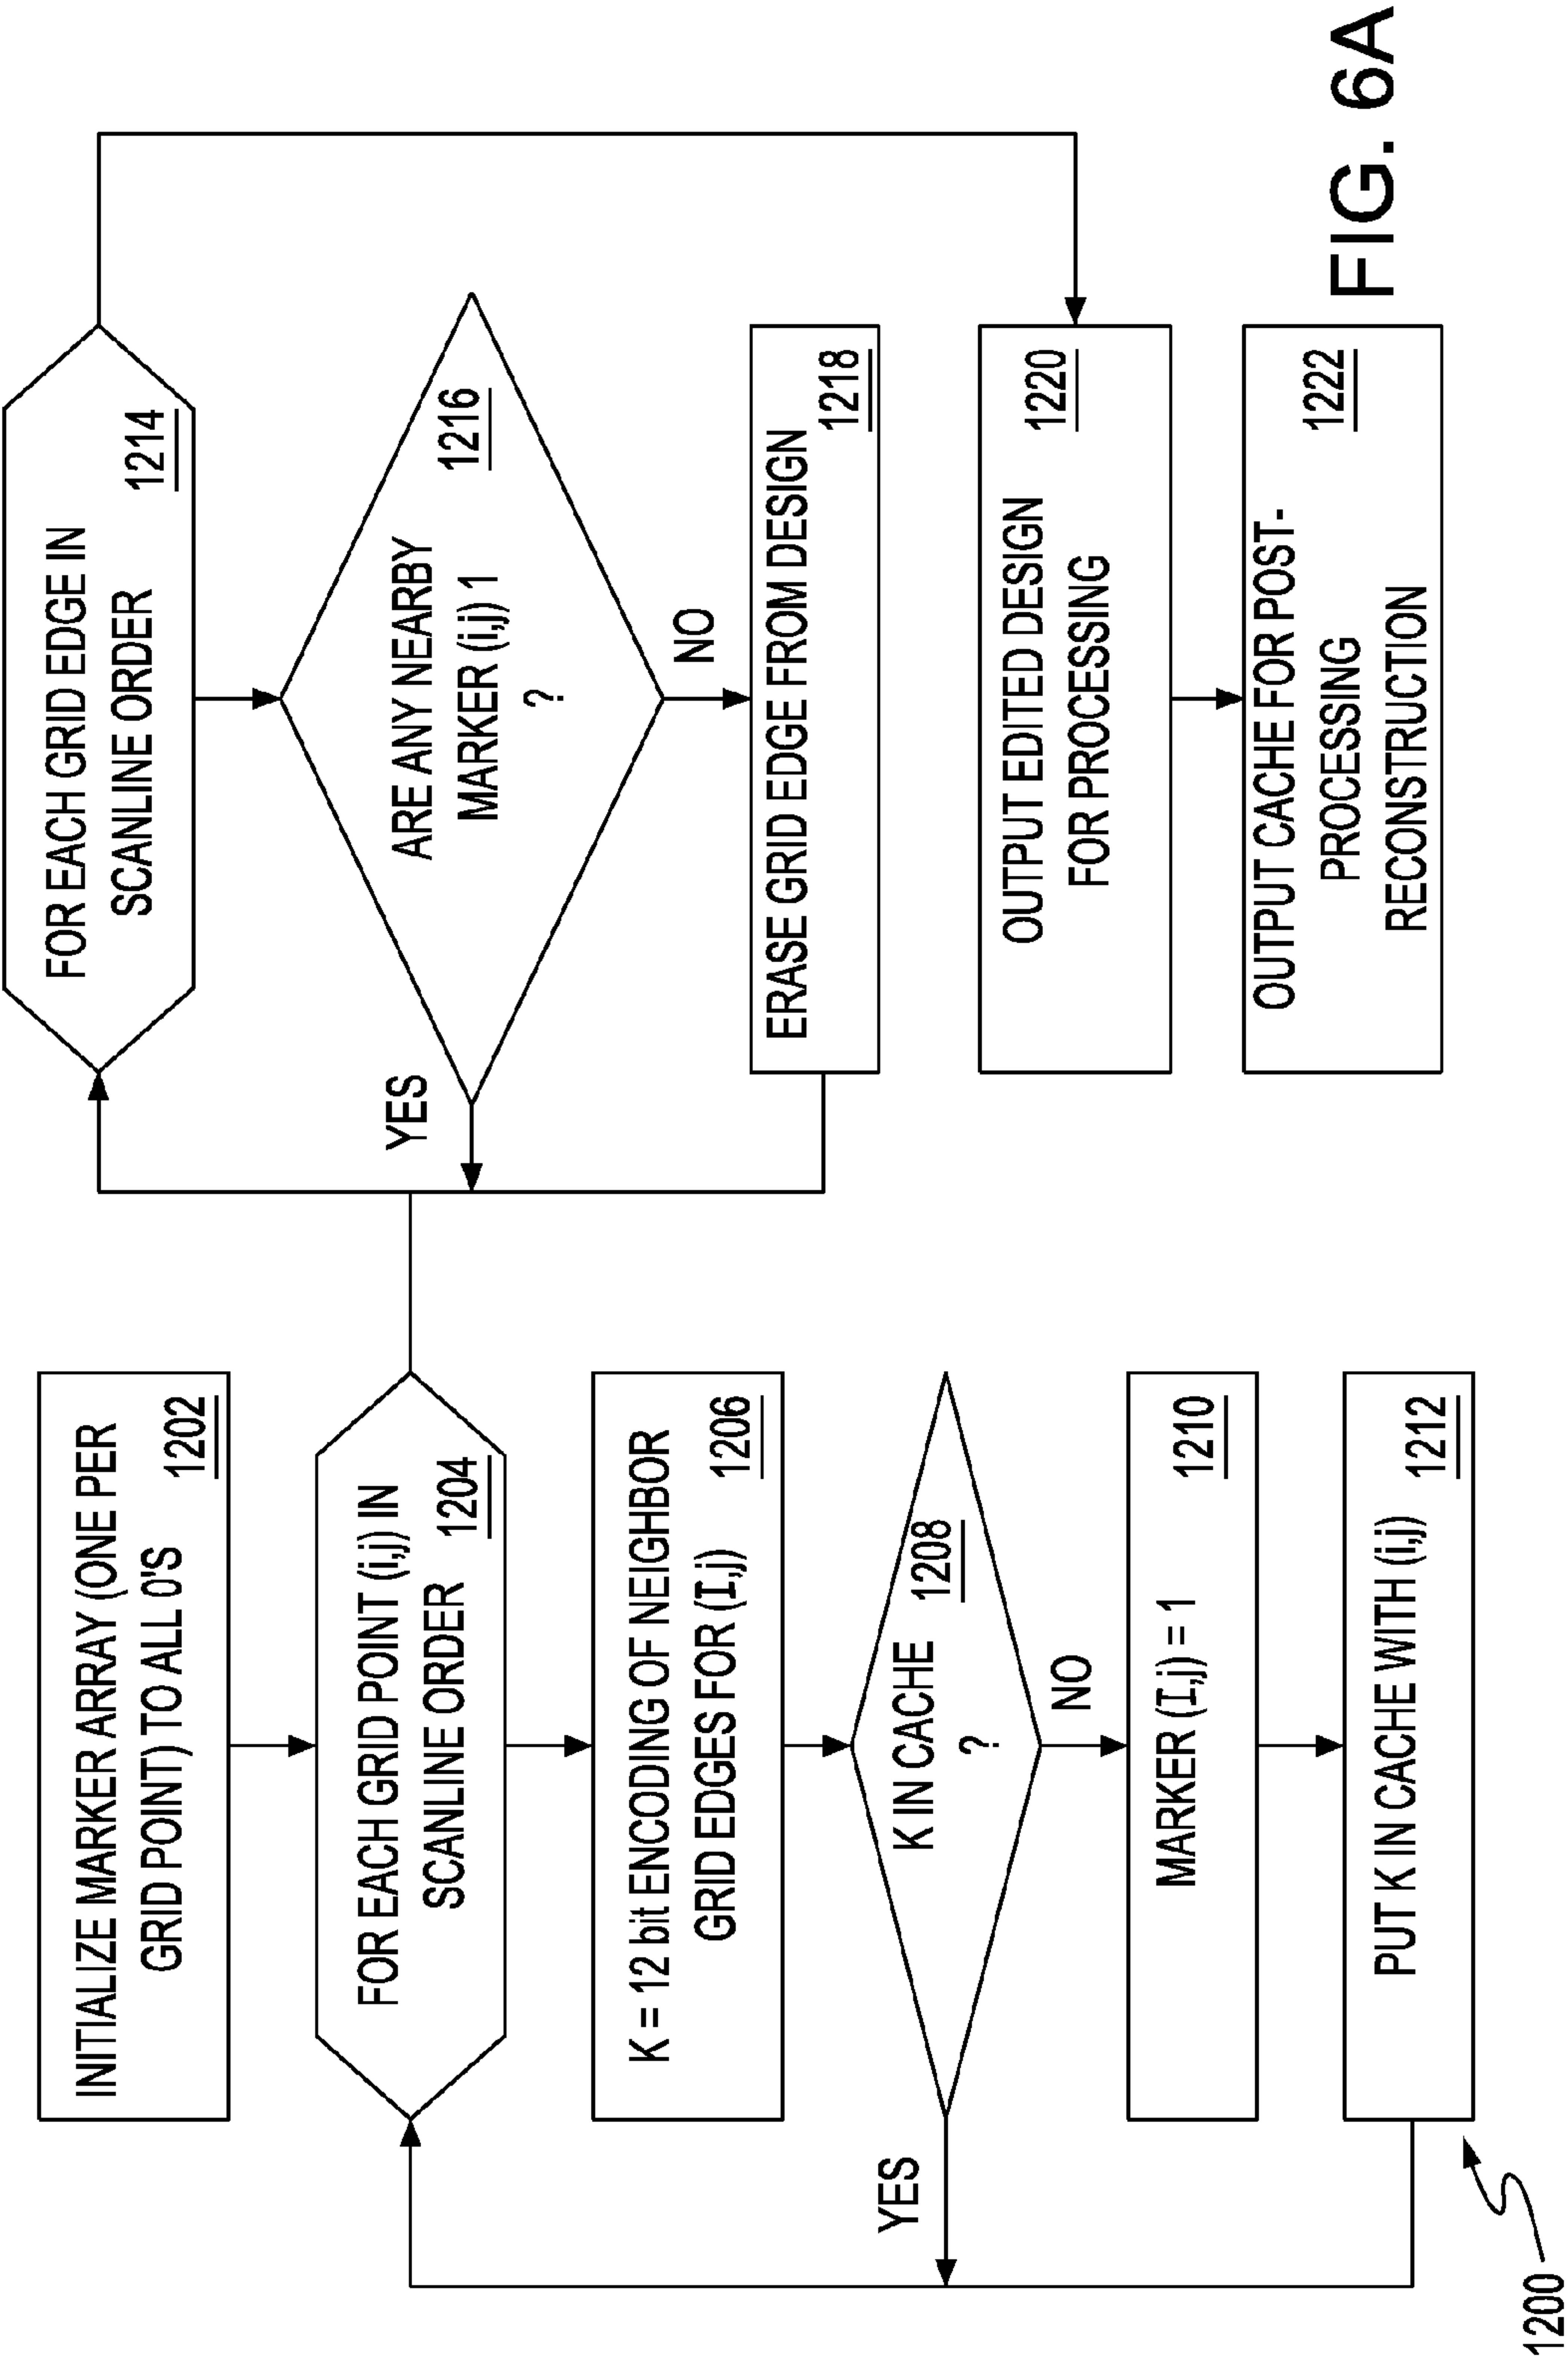 INITIALIZE MARKER ARRAY (ONE PER
GRID POINT) TO ALL 0'S
1202
FOR EACH GRID POINT (i,j) IN
SCANLINE ORDER
1204
K = 12 bit ENCODING OF NEIGHBOR
GRID EDGES FOR (I,j)
1206
K IN CACHE
?
1208
YES
NO
MARKER (I,j) = 1
1210
PUT K IN CACHE WITH (i,j)
1212
1200
FOR EACH GRID EDGE IN
SCANLINE ORDER
1214
ARE ANY NEARBY
MARKER (i,j) 1
?
1216
YES
NO
ERASE GRID EDGE FROM DESIGN
1218
OUTPUT EDITED DESIGN
FOR PROCESSING
1220
OUTPUT CACHE FOR POST-
PROCESSING
RECONSTRUCTION
1222
FIG. 6A